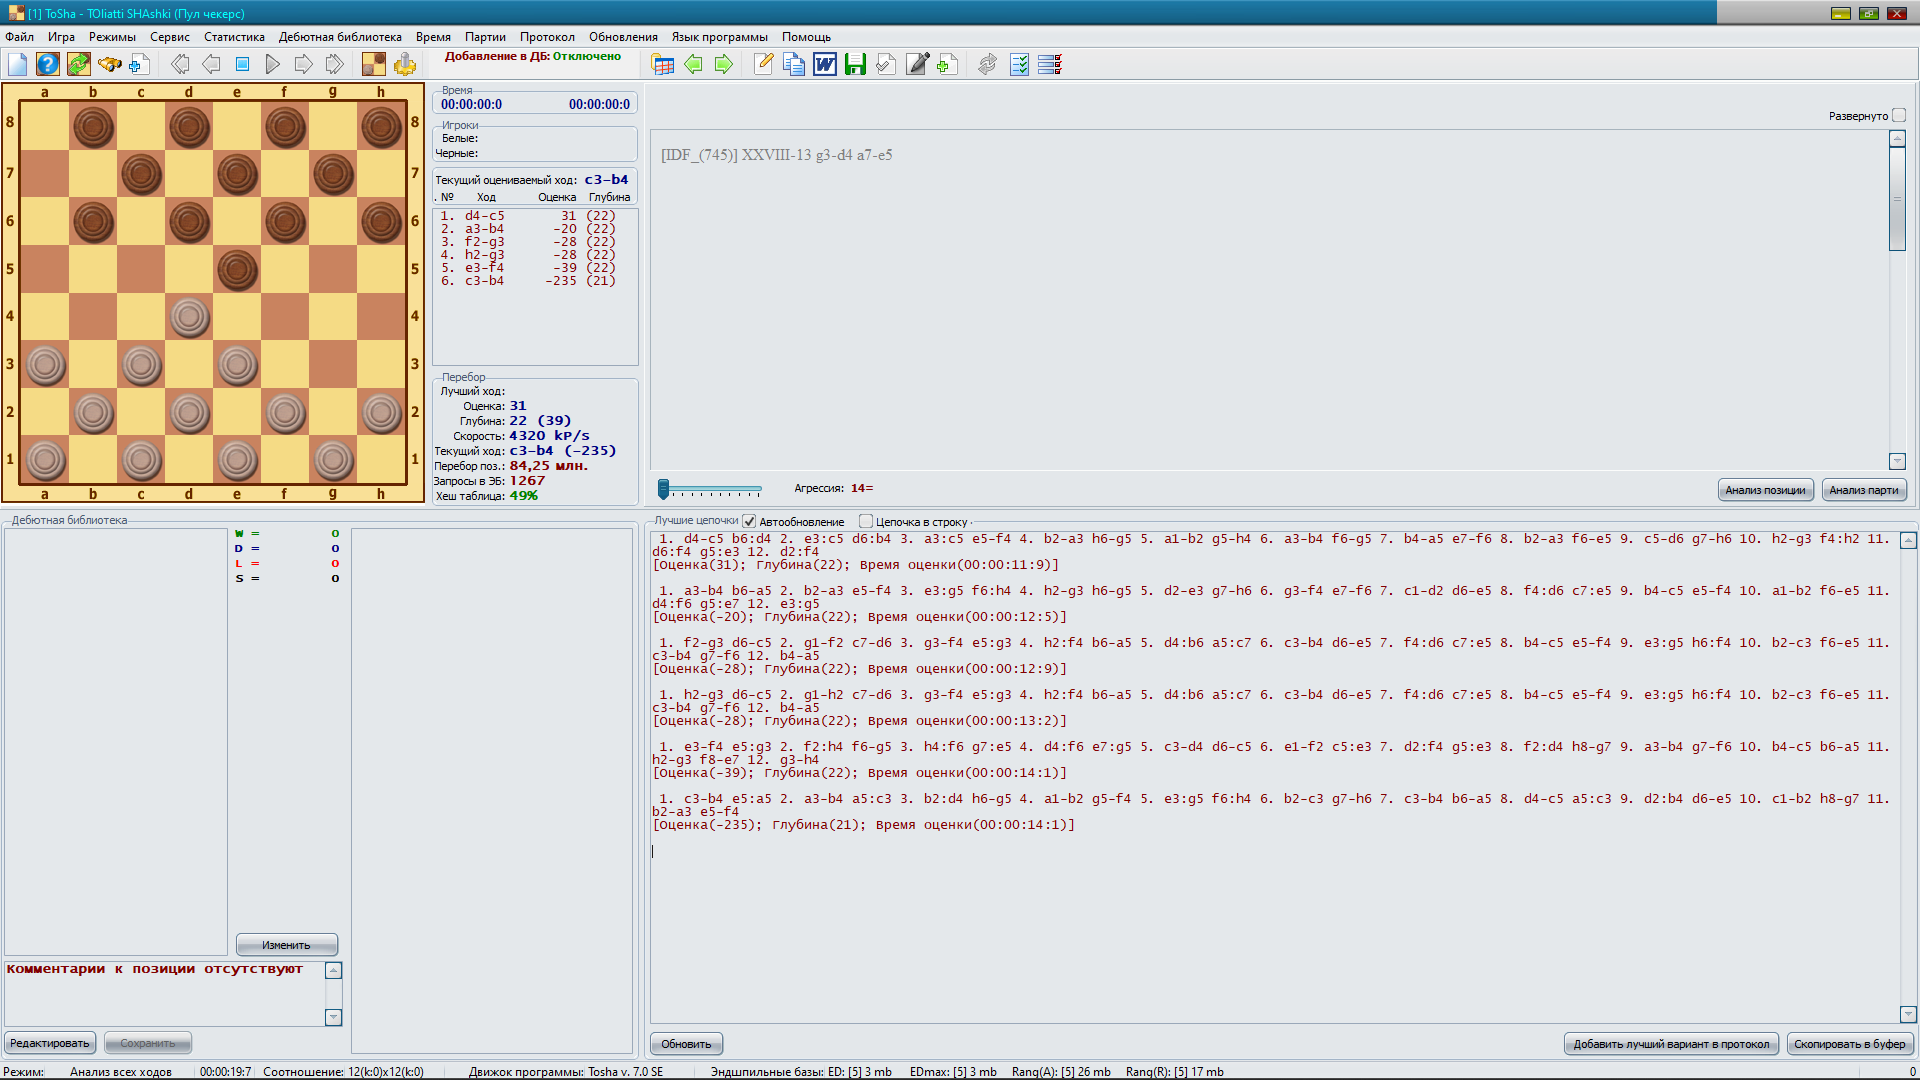 [1] ToSha - TOliatti SHAshki (Пул чекерс)
Файл Игра Режимы Сервис Статистика Дебютная библиотека Время Партии Протокол Обновления Язык программы Помощь
Добавление в ДБ: Отключено
a b c d e f g h
8 8
7 7
6 6
5 5
4 4
3 3
2 2
1 1
a b c d e f g h
Время
00:00:00:0 00:00:00:0
Игроки
Белые:
Черные:
Текущий оцениваемый ход: c3-b4
. № Ход Оценка Глубина
1. d4-c5 31 (22)
2. a3-b4 -20 (22)
3. f2-g3 -28 (22)
4. h2-g3 -28 (22)
5. e3-f4 -39 (22)
6. c3-b4 -235 (21)
Перебор
Лучший ход:
Оценка: 31
Глубина: 22 (39)
Скорость: 4320 kP/s
Текущий ход: c3-b4 (-235)
Перебор поз.: 84,25 млн.
Запросы в ЭБ: 1267
Хеш таблица: 49%
Развернуто
[IDF_(745)] XXVIII-13 g3-d4 a7-e5
Агрессия: 14=
Анализ позиции Анализ парти
Дебютная библиотека
W = 0
D = 0
L = 0
S = 0
Изменить
Комментарии к позиции отсутствуют
Редактировать Сохранить
Лучшие цепочки Автообновление Цепочка в строку
1. d4-c5 b6:d4 2. e3:c5 d6:b4 3. a3:c5 e5-f4 4. b2-a3 h6-g5 5. a1-b2 g5-h4 6. a3-b4 f6-g5 7. b4-a5 e7-f6 8. b2-a3 f6-e5 9. c5-d6 g7-h6 10. h2-g3 f4:h2 11.
d6:f4 g5:e3 12. d2:f4
[Оценка(31); Глубина(22); Время оценки(00:00:11:9)]
1. a3-b4 b6-a5 2. b2-a3 e5-f4 3. e3:g5 f6:h4 4. h2-g3 h6-g5 5. d2-e3 g7-h6 6. g3-f4 e7-f6 7. c1-d2 d6-e5 8. f4:d6 c7:e5 9. b4-c5 e5-f4 10. a1-b2 f6-e5 11.
d4:f6 g5:e7 12. e3:g5
[Оценка(-20); Глубина(22); Время оценки(00:00:12:5)]
1. f2-g3 d6-c5 2. g1-f2 c7-d6 3. g3-f4 e5:g3 4. h2:f4 b6-a5 5. d4:b6 a5:c7 6. c3-b4 d6-e5 7. f4:d6 c7:e5 8. b4-c5 e5-f4 9. e3:g5 h6:f4 10. b2-c3 f6-e5 11.
c3-b4 g7-f6 12. b4-a5
[Оценка(-28); Глубина(22); Время оценки(00:00:12:9)]
1. h2-g3 d6-c5 2. g1-h2 c7-d6 3. g3-f4 e5:g3 4. h2:f4 b6-a5 5. d4:b6 a5:c7 6. c3-b4 d6-e5 7. f4:d6 c7:e5 8. b4-c5 e5-f4 9. e3:g5 h6:f4 10. b2-c3 f6-e5 11.
c3-b4 g7-f6 12. b4-a5
[Оценка(-28); Глубина(22); Время оценки(00:00:13:2)]
1. e3-f4 e5:g3 2. f2:h4 f6-g5 3. h4:f6 g7:e5 4. d4:f6 e7:g5 5. c3-d4 d6-c5 6. e1-f2 c5:e3 7. d2:f4 g5:e3 8. f2:d4 h8-g7 9. a3-b4 g7-f6 10. b4-c5 b6-a5 11.
h2-g3 f8-e7 12. g3-h4
[Оценка(-39); Глубина(22); Время оценки(00:00:14:1)]
1. c3-b4 e5:a5 2. a3-b4 a5:c3 3. b2:d4 h6-g5 4. a1-b2 g5-f4 5. e3:g5 f6:h4 6. b2-c3 g7-h6 7. c3-b4 b6-a5 8. d4-c5 a5:c3 9. d2:b4 d6-e5 10. c1-b2 h8-g7 11.
b2-a3 e5-f4
[Оценка(-235); Глубина(21); Время оценки(00:00:14:1)]
Обновить Добавить лучший вариант в протокол Скопировать в буфер
Режим: Анализ всех ходов 00:00:19:7 Соотношение: 12(k:0)x12(k:0) Движок программы: Tosha v. 7.0 SE Эндшпильные базы: ED: [5] 3 mb EDmax: [5] 3 mb Rang(A): [5] 26 mb Rang(R): [5] 17 mb 0